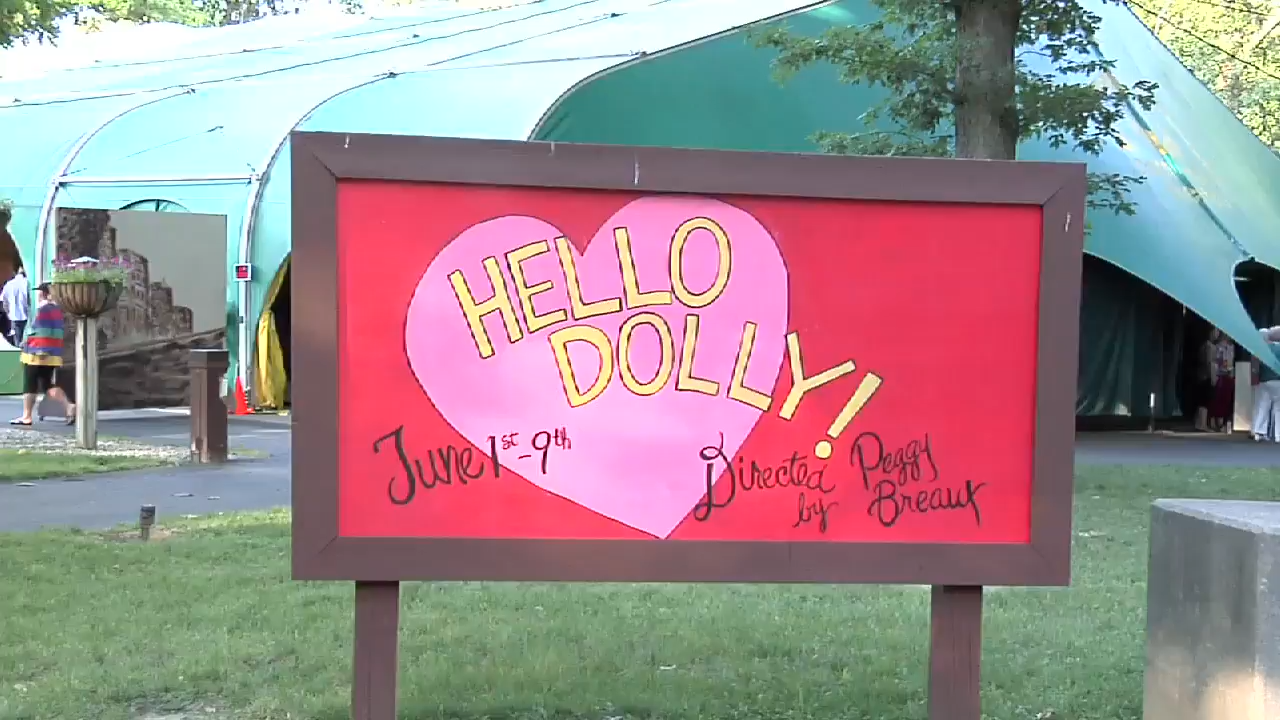 HELLO
DOLLY!
June 1st-9th
Directed
by
Peggy
Breaux